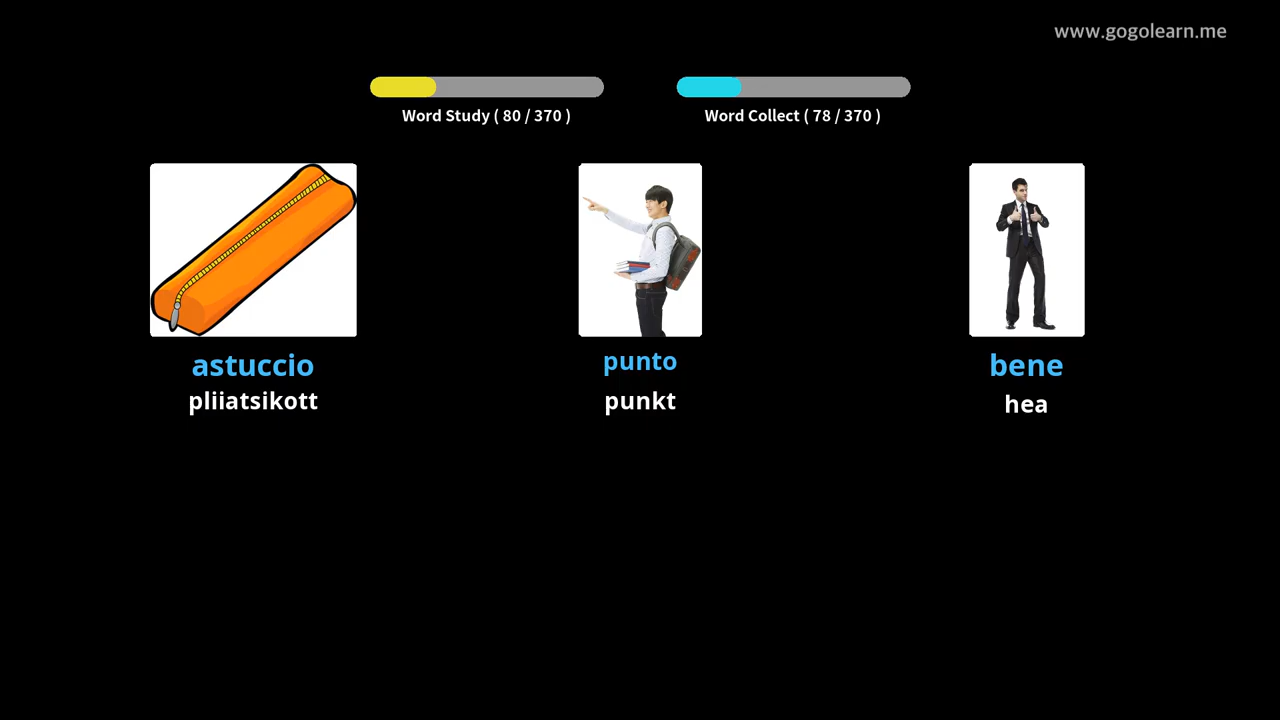 www.gogolearn.me
Word Study ( 80 / 370 )
Word Collect ( 78 / 370 )
astuccio
pliiatsikott
punto
punkt
bene
hea